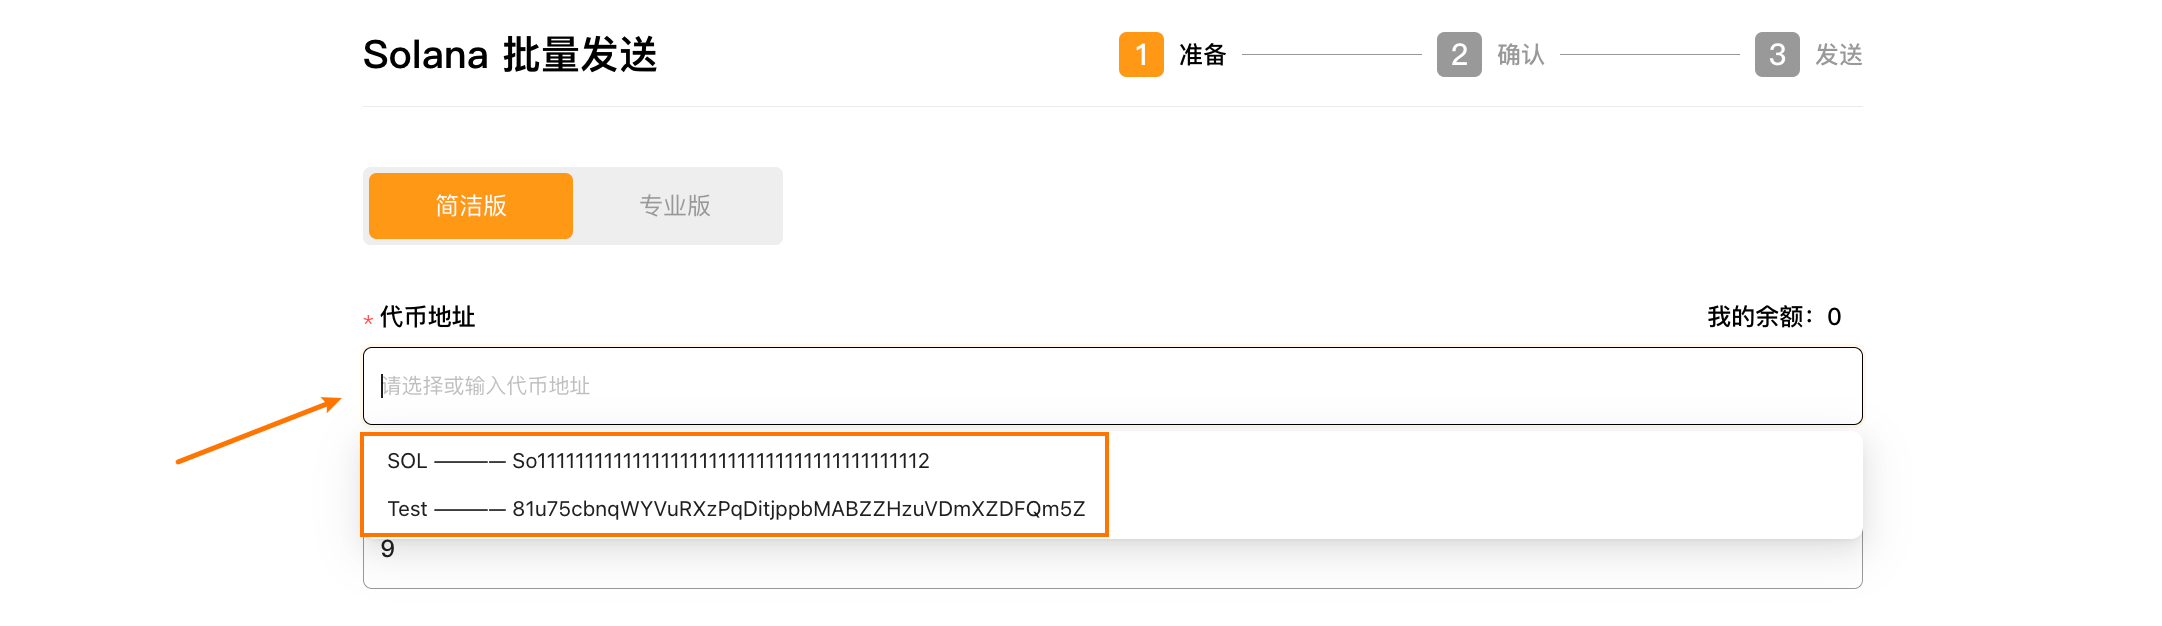 Solana 批量发送
1 准备 2 确认 3 发送
简洁版 专业版
* 代币地址 我的余额：0
请选择或输入代币地址
SOL ———— So11111111111111111111111111111111111111112
Test ———— 81u75cbnqWYVuRXzPqDitjppbMABZZHzuVDmXZDFQm5Z
9